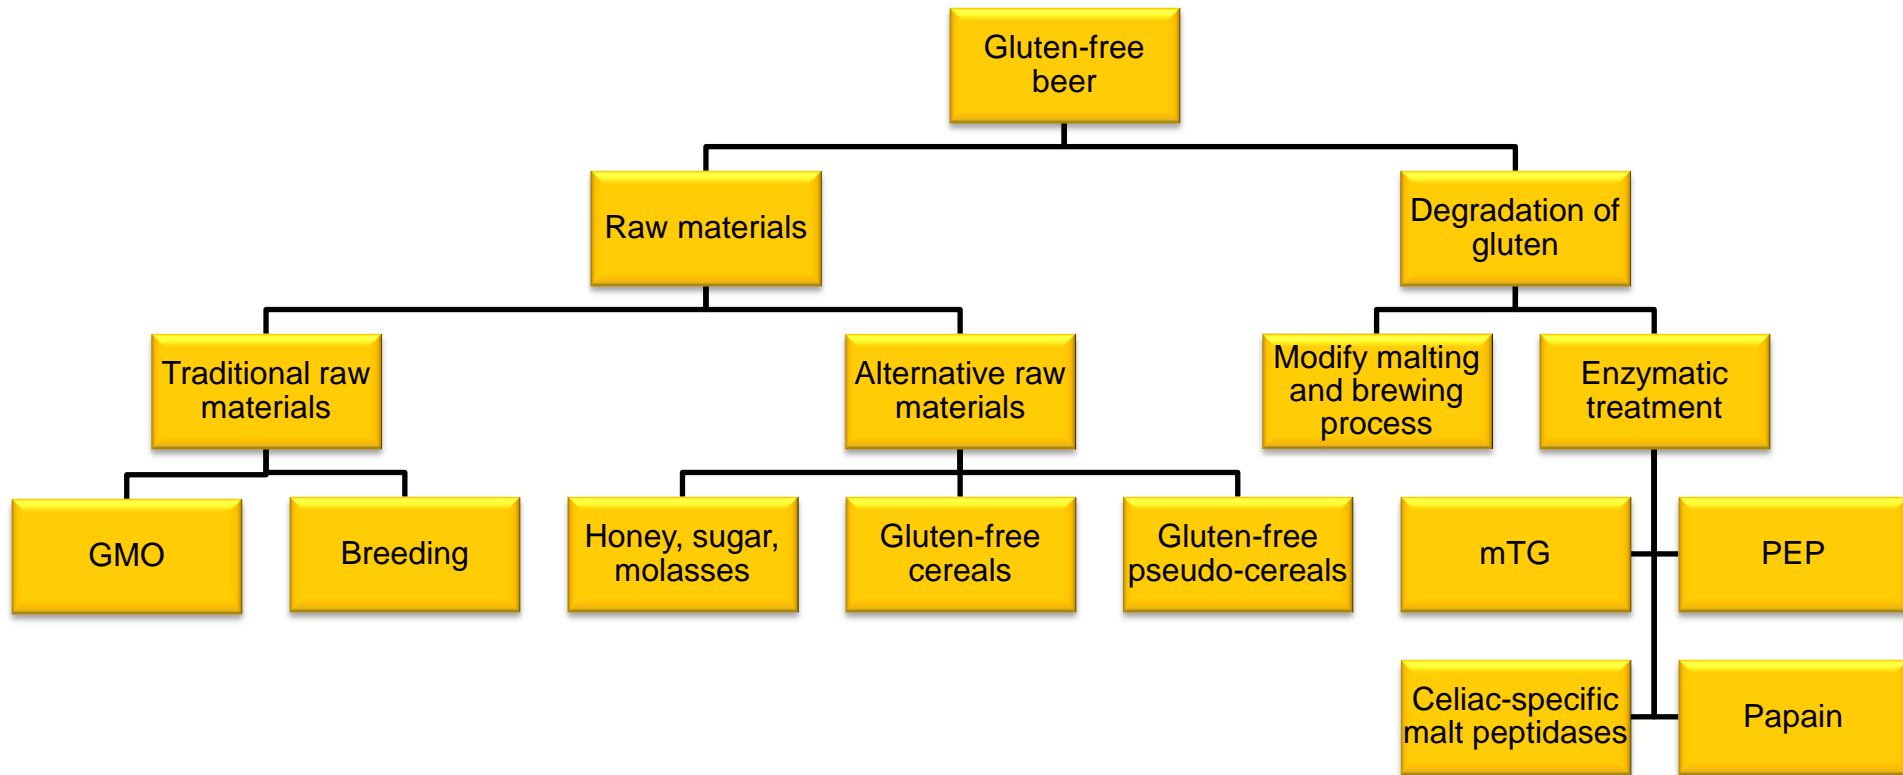 Gluten-free
beer
Raw materials
Degradation of
gluten
Traditional raw
materials
Alternative raw
materials
Modify malting
and brewing
process
Enzymatic
treatment
GMO
Breeding
Honey, sugar,
molasses
Gluten-free
cereals
Gluten-free
pseudo-cereals
mTG
PEP
Celiac-specific
malt peptidases
Papain